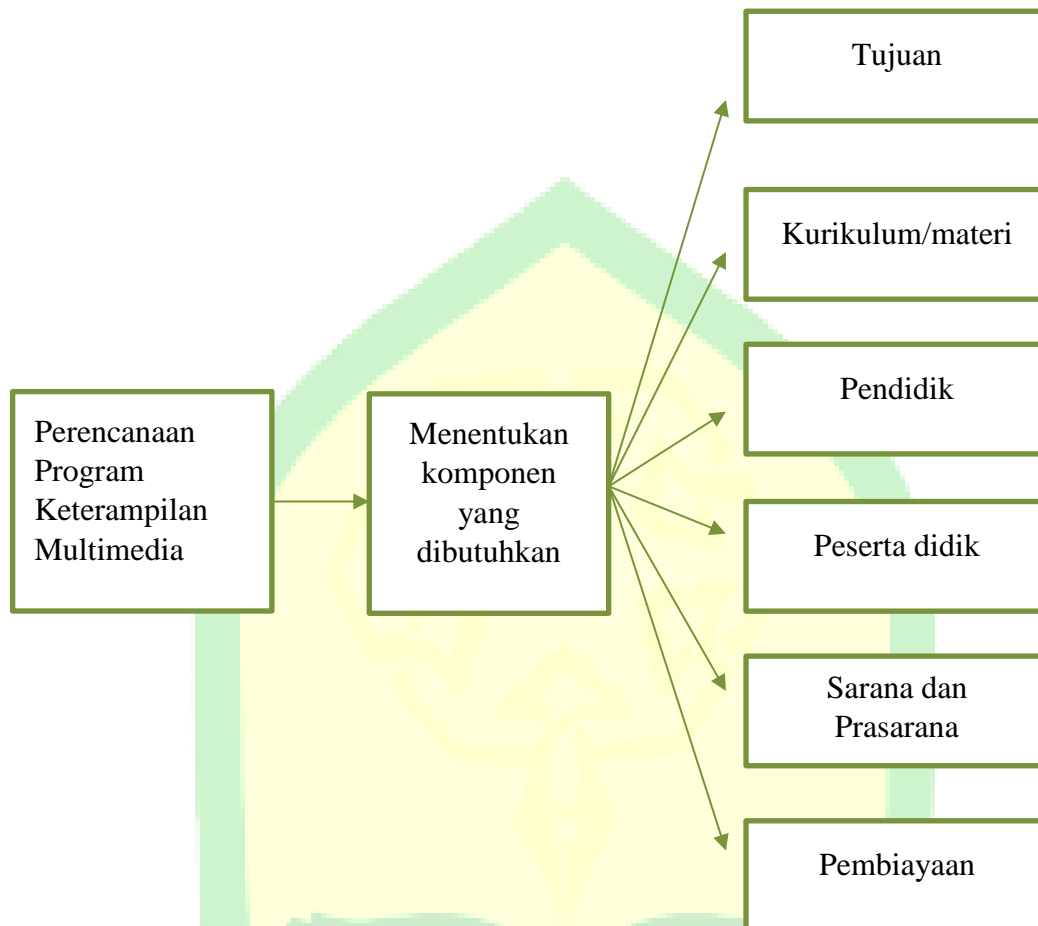 Perencanaan
Program
Keterampilan
Multimedia
Menentukan
komponen
yang
dibutuhkan
Tujuan
Kurikulum/materi
Pendidik
Peserta didik
Sarana dan
Prasarana
Pembiayaan